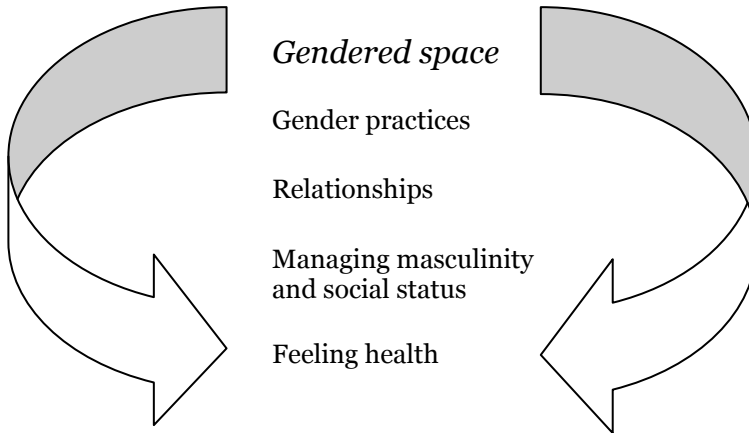 Gendered space
Gender practices
Relationships
Managing masculinity
and social status
Feeling health